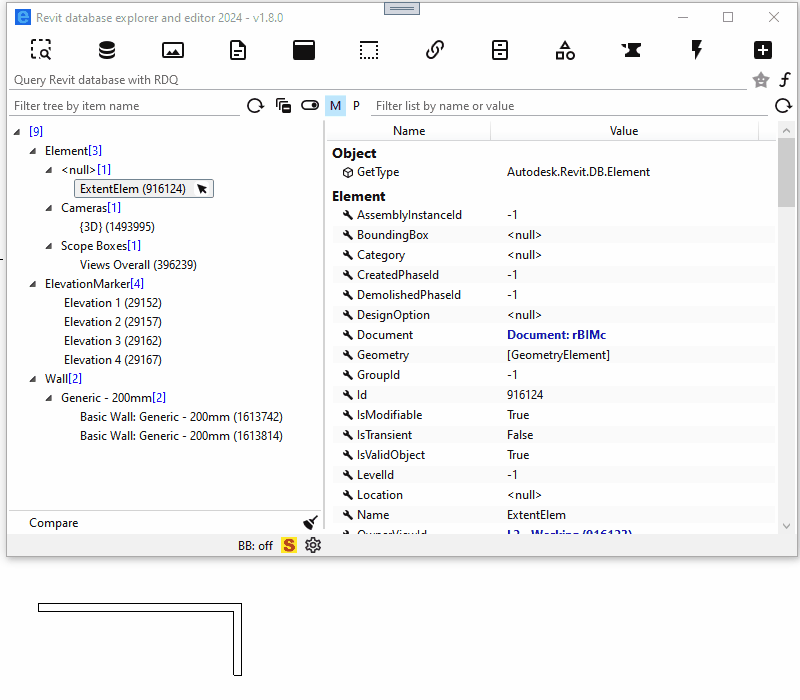 Revit database explorer and editor 2024 - v1.8.0
Query Revit database with RDQ
Filter tree by item name
M P
Filter list by name or value
[9]
Element[3]
<null>[1]
ExtentElem (916124)
Cameras[1]
{3D} (1493995)
Scope Boxes[1]
Views Overall (396239)
ElevationMarker[4]
Elevation 1 (29152)
Elevation 2 (29157)
Elevation 3 (29162)
Elevation 4 (29167)
Wall[2]
Generic - 200mm[2]
Basic Wall: Generic - 200mm (1613742)
Basic Wall: Generic - 200mm (1613814)
Compare
Name Value
Object
GetType Autodesk.Revit.DB.Element
Element
AssemblyInstanceId -1
BoundingBox <null>
Category <null>
CreatedPhaseId -1
DemolishedPhaseId -1
DesignOption <null>
Document Document: rBIMc
Geometry [GeometryElement]
GroupId -1
Id 916124
IsModifiable True
IsTransient False
IsValidObject True
LevelId -1
Location <null>
Name ExtentElem
OwnerViewId
BB: off S